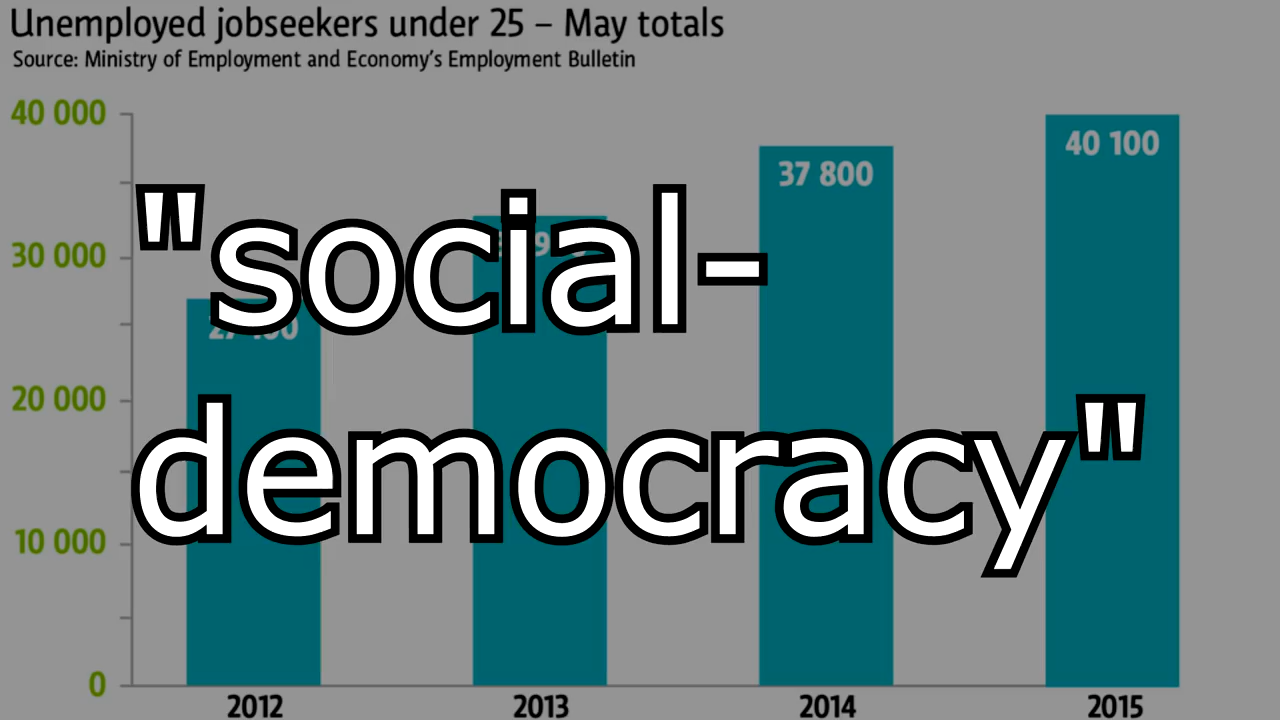 Unemployed jobseekers under 25 – May totals
Source: Ministry of Employment and Economy's Employment Bulletin
40 000
40 100
37 800
"social-
30 000
20 000
democracy"
10 000
0
2012 2013 2014 2015